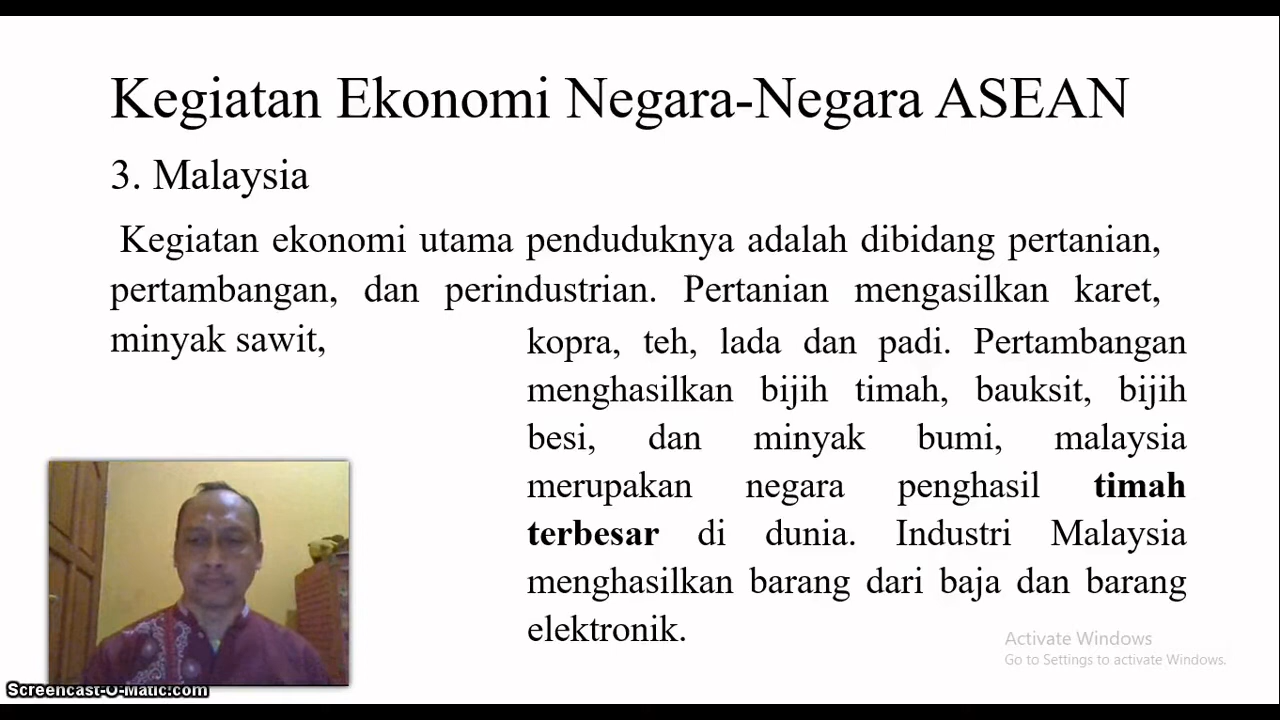 Kegiatan Ekonomi Negara-Negara ASEAN
3. Malaysia
Kegiatan ekonomi utama penduduknya adalah dibidang pertanian,
pertambangan, dan perindustrian. Pertanian mengasilkan karet,
minyak sawit,
kopra, teh, lada dan padi. Pertambangan
menghasilkan bijih timah, bauksit, bijih
besi, dan minyak bumi, malaysia
merupakan negara penghasil timah
terbesar di dunia. Industri Malaysia
menghasilkan barang dari baja dan barang
elektronik.
Activate Windows
Go to Settings to activate Windows.
Screencast-O-Matic.com